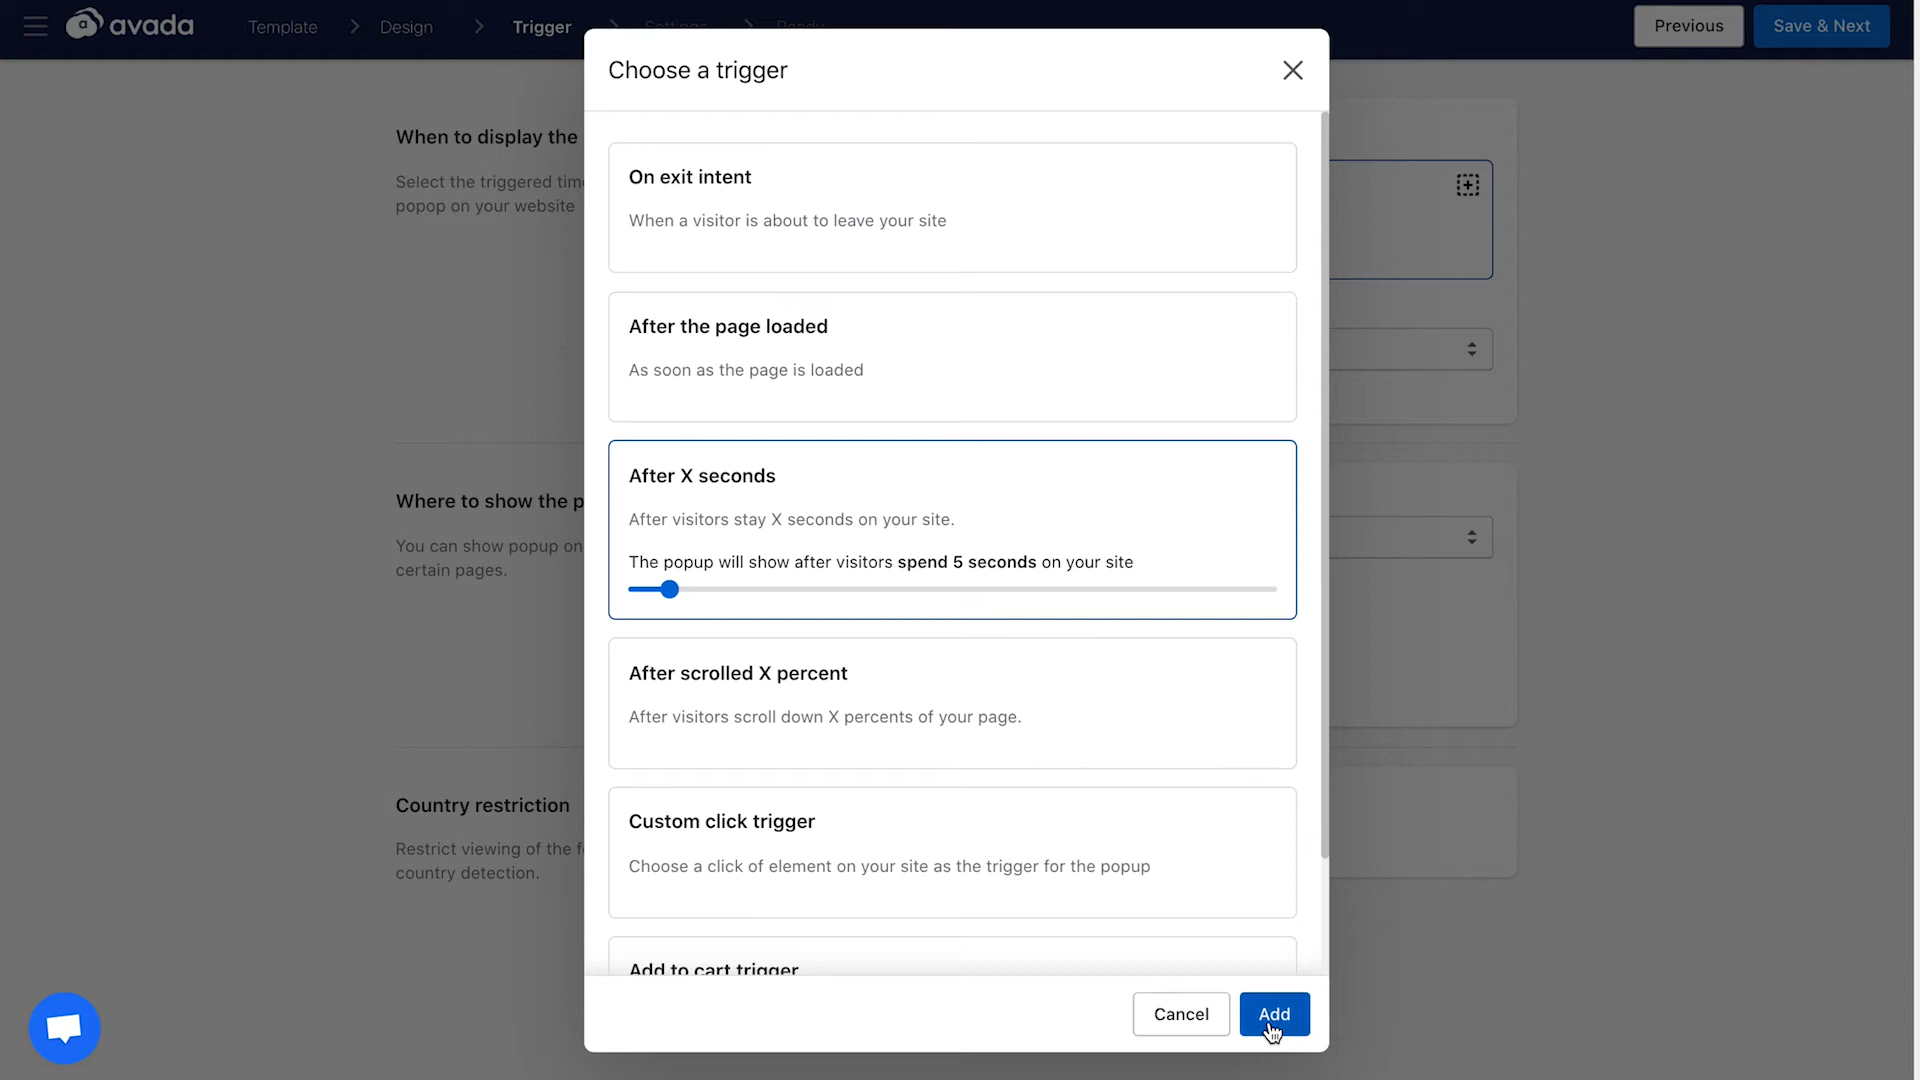 avada
Template
Design
Trigger
Settings
Ready
Previous
Save & Next
Choose a trigger
When to display the
Select the triggered tim
popop on your website
On exit intent
When a visitor is about to leave your site
After the page loaded
As soon as the page is loaded
After X seconds
After visitors stay X seconds on your site.
The popup will show after visitors spend 5 seconds on your site
Where to show the p
You can show popup on
certain pages.
After scrolled X percent
After visitors scroll down X percents of your page.
Country restriction
Restrict viewing of the f
country detection.
Custom click trigger
Choose a click of element on your site as the trigger for the popup
Add to cart trigger
Cancel
Add